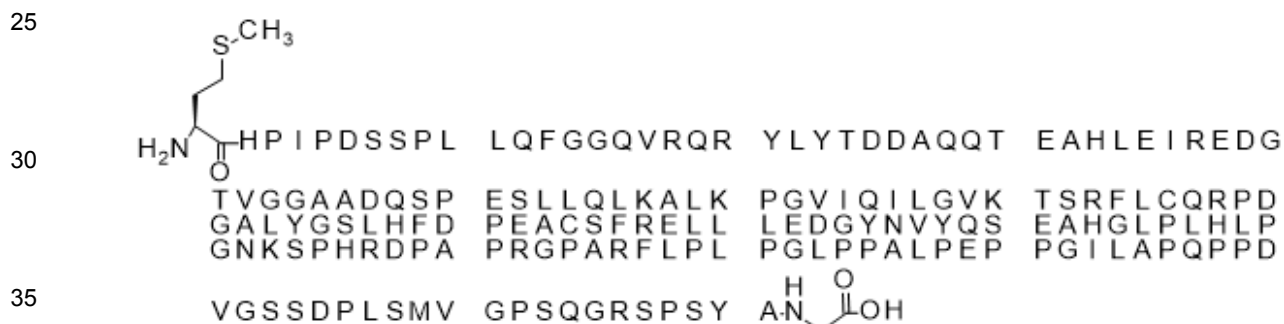 25
S-CH3
H2N HPIPDSSPL LQFGGQVRQR YLYTDDAQQT EAHLEIREDG
O
30
TVGGAADQSP ESLLQLKALK PGVIQILGVK TSRFLCQRPD
GALYGSLHFD PEACSFRELL LEDGYNVYQS EAHGLPLHLP
GNKSPHRDPA PRGPARFLPL PGLPPALPEP PGILAPQPPD
H O
35
VGSSDPLSMV GPSQGRSPSY A-N OH